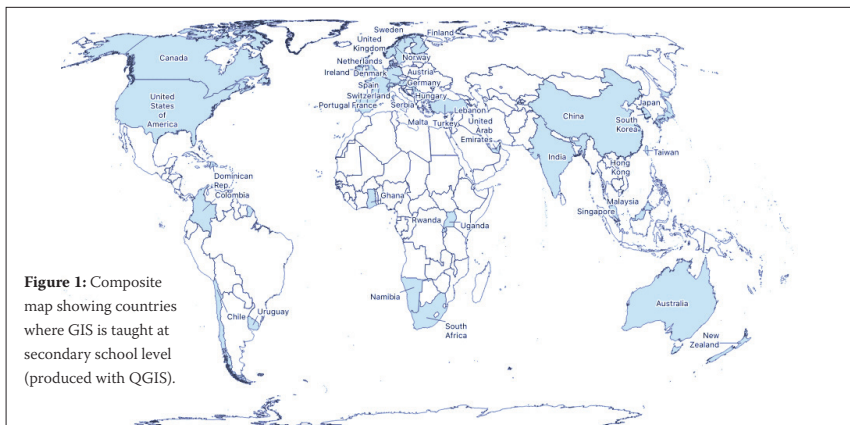 Sweden
Finland
United
Kingdom
Norway
Netherlands
Ireland
Denmark
Austria
Germany
Spain
Switzerland
Hungary
Portugal
France
Serbia
Lebanon
Malta
Turkey
United
Arab
Emirates
Canada
United
States
of
America
China
Japan
South
Korea
Taiwan
India
Hong
Kong
Malaysia
Singapore
Dominican
Rep.
Colombia
Ghana
Rwanda
Uganda
Namibia
South
Africa
Chile
Uruguay
Australia
New
Zealand
Figure 1: Composite
map showing countries
where GIS is taught at
secondary school level
(produced with QGIS).